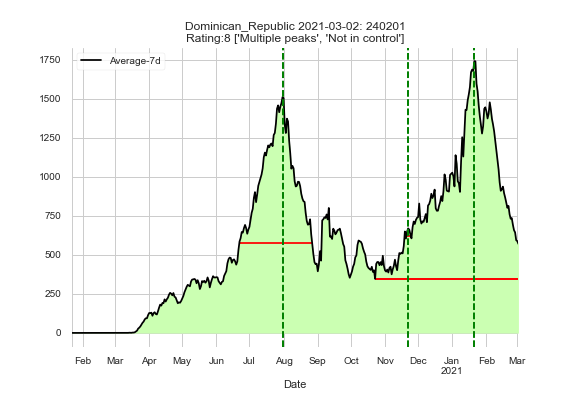 Dominican_Republic 2021-03-02: 240201
Rating:8 ['Multiple peaks', 'Not in control']
Average-7d
1750
1500
1250
1000
750
500
250
0
Feb Mar Apr May Jun Jul Aug Sep Oct Nov Dec Jan Feb Mar
2021
Date